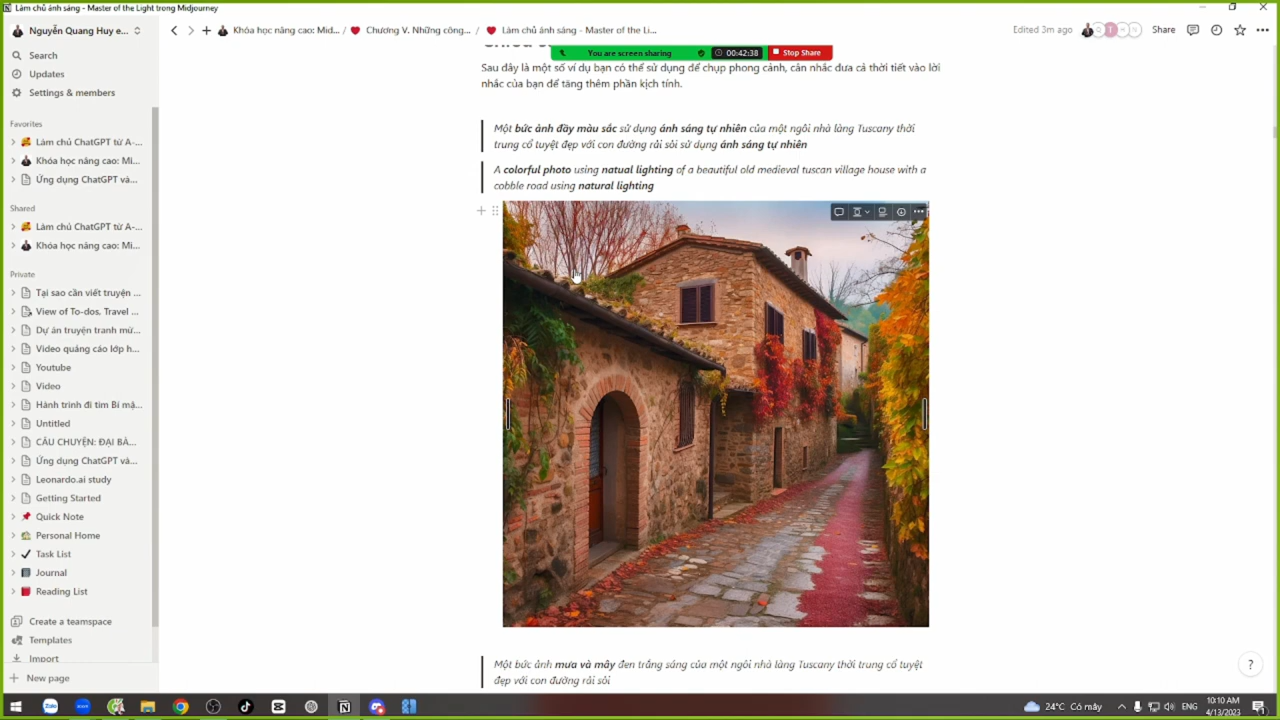 Làm chủ ánh sáng - Master of the Light trong Midjourney
Nguyễn Quang Huy e...
Search
Updates
Settings & members
Favorites
Làm chủ ChatGPT từ A-...
Khóa học nâng cao: Mi...
Ứng dụng ChatGPT và...
Shared
Làm chủ ChatGPT từ A-...
Khóa học nâng cao: Mi...
Private
Tại sao cần viết truyện ...
View of To-dos, Travel ...
Dự án truyện tranh mù...
Video quảng cáo lớp h...
Youtube
Video
Hành trình đi tìm Bí mậ...
Untitled
CÂU CHUYỆN: ĐẠI BÀ...
Ứng dụng ChatGPT và...
Leonardo.ai study
Getting Started
Quick Note
Personal Home
Task List
Journal
Reading List
Create a teamspace
Templates
Import
New page
Khóa học nâng cao: Mid... / Chương V. Những công... / Làm chủ ánh sáng - Master of the Li...
Edited 3m ago
Share
You are screen sharing 00:42:38 Stop Share
Sau đây là một số ví dụ bạn có thể sử dụng để chụp phong cảnh, cân nhắc đưa cả thời tiết vào lời
nhắc của bạn để tăng thêm phần kịch tính.
Một bức ảnh đầy màu sắc sử dụng ánh sáng tự nhiên của một ngôi nhà làng Tuscany thời
trung cổ tuyệt đẹp với con đường rải sỏi sử dụng ánh sáng tự nhiên
A colorful photo using natual lighting of a beautiful old medieval tuscan village house with a
cobble road using natural lighting
Một bức ảnh mưa và mây đen trắng sáng của một ngôi nhà làng Tuscany thời trung cổ tuyệt
đẹp với con đường rải sỏi
?
Zalo
zoom
24°C Có mây
ENG
10:10 AM
4/13/2023